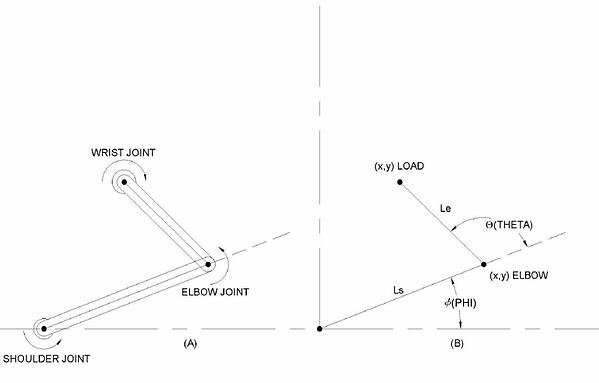 WRIST JOINT
ELBOW JOINT
SHOULDER JOINT
(A)
(x,y) LOAD
Le
Θ(THETA)
(x,y) ELBOW
Ls
ϕ(PHI)
(B)